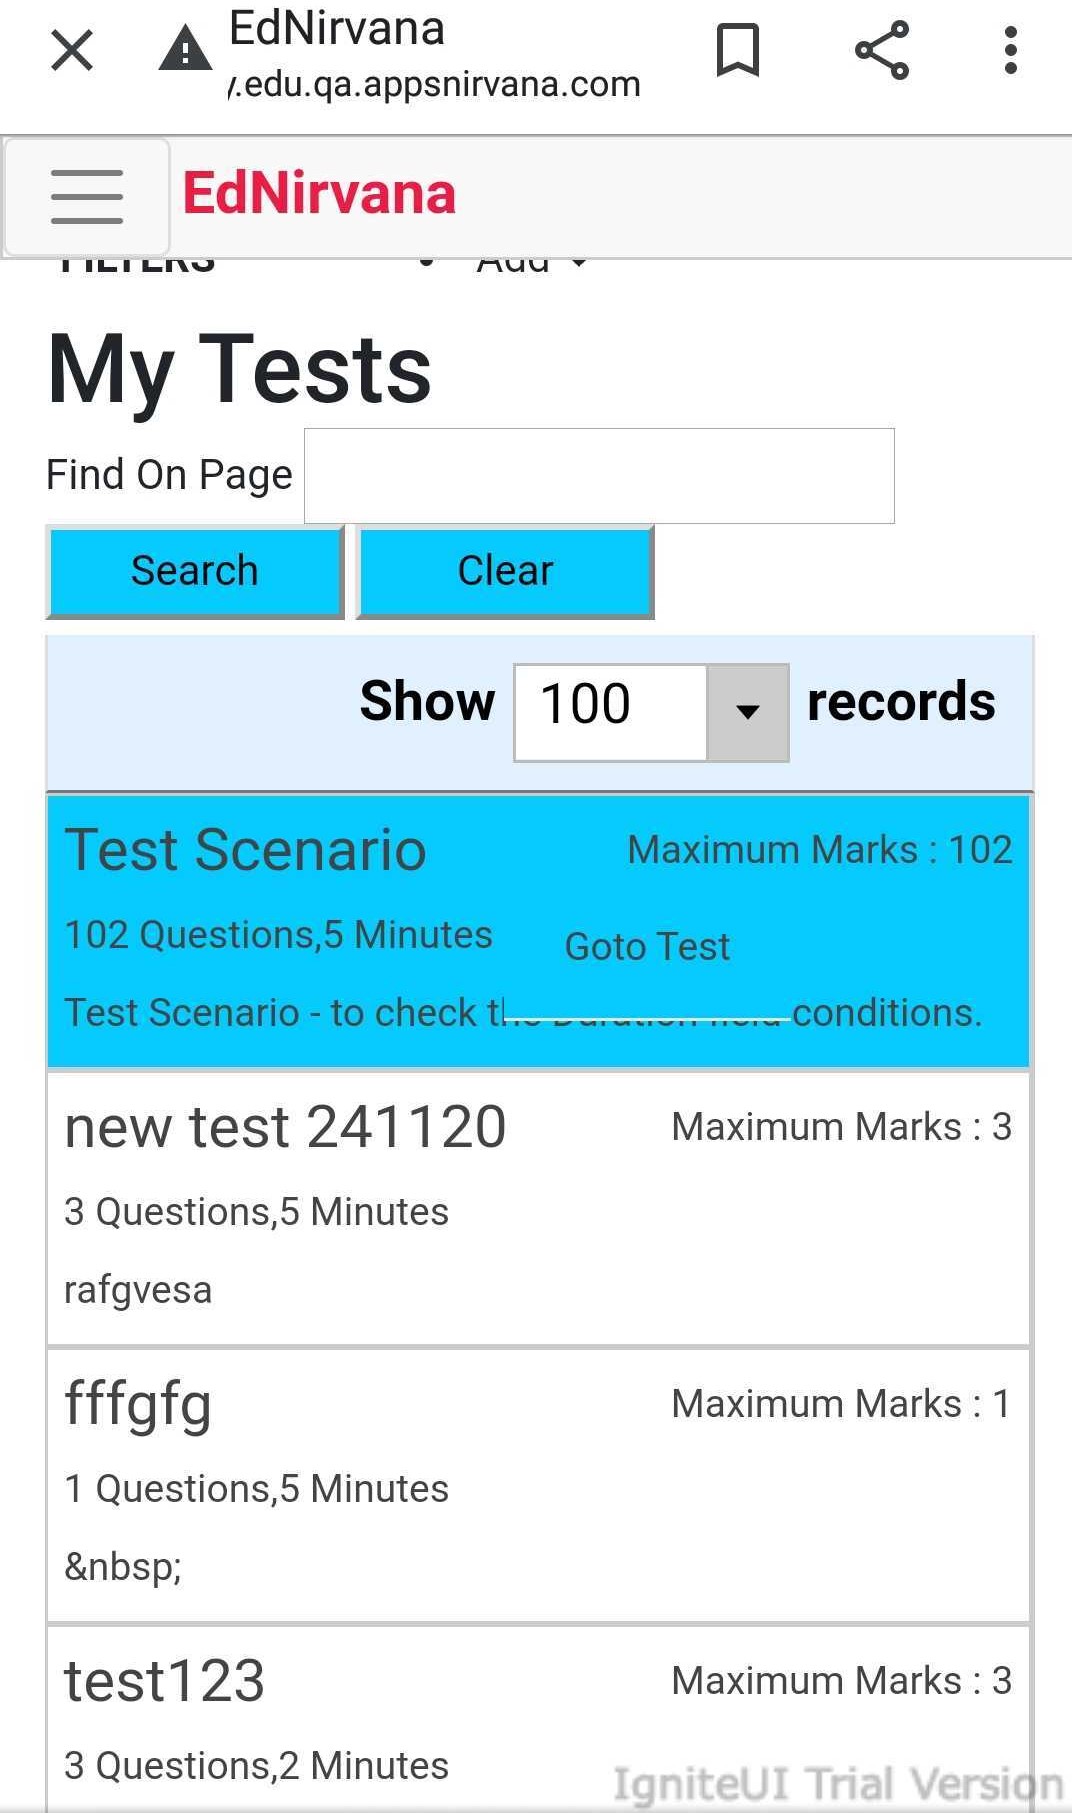 EdNirvana
y.edu.qa.appsnirvana.com
EdNirvana
FILTERS Add
My Tests
Find On Page
Search Clear
Show 100 records
Test Scenario Maximum Marks : 102
102 Questions,5 Minutes Goto Test
Test Scenario - to check the Duration field conditions.
new test 241120 Maximum Marks : 3
3 Questions,5 Minutes
rafgvesa
fffgfg Maximum Marks : 1
1 Questions,5 Minutes
&nbsp;
test123 Maximum Marks : 3
3 Questions,2 Minutes
IgniteUI Trial Version